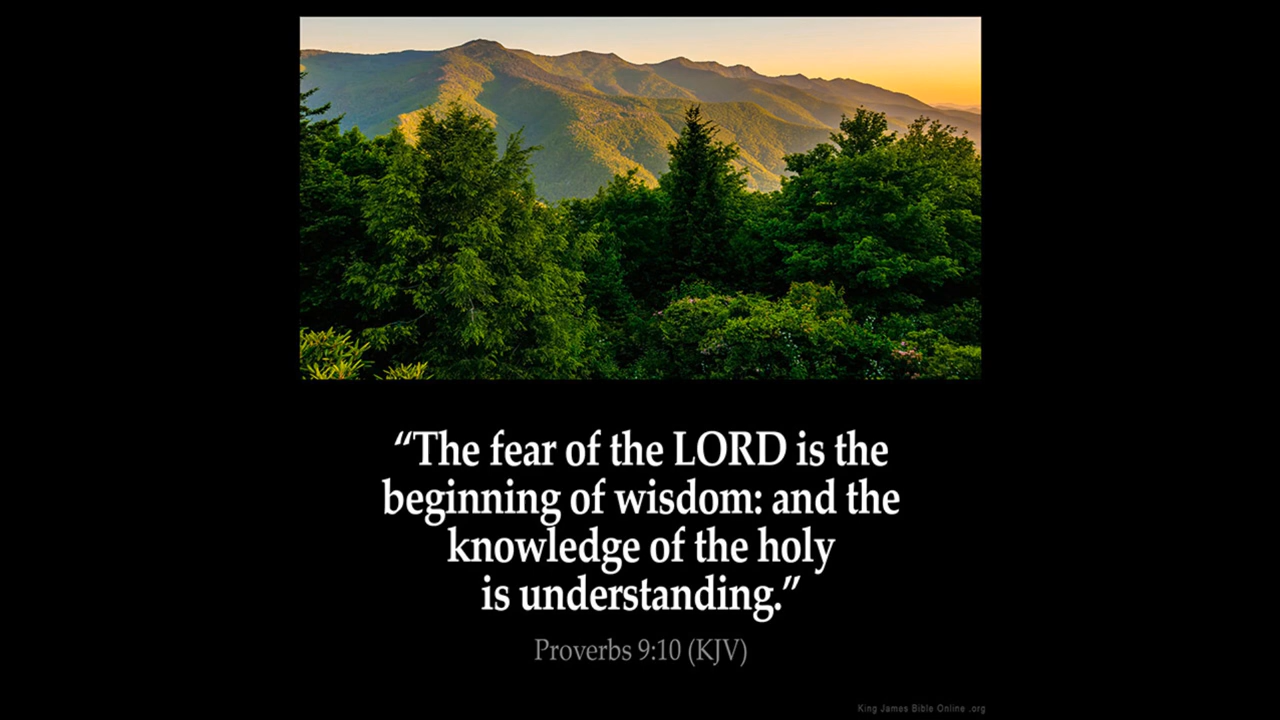 “The fear of the LORD is the
beginning of wisdom: and the
knowledge of the holy
is understanding.”
Proverbs 9:10 (KJV)
King James Bible Online .org